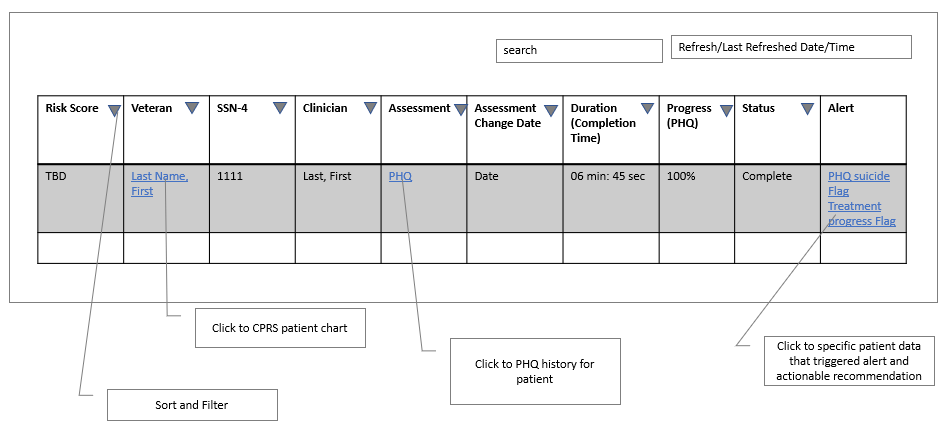 search
Refresh/Last Refreshed Date/Time
Risk Score
Veteran
SSN-4
Clinician
Assessment
Assessment
Change Date
Duration
(Completion
Time)
Progress
(PHQ)
Status
Alert
TBD
Last Name,
First
1111
Last, First
PHQ
Date
06 min: 45 sec
100%
Complete
PHQ suicide
Flag
Treatment
progress Flag
Click to CPRS patient chart
Click to PHQ history for
patient
Click to specific patient data
that triggered alert and
actionable recommendation
Sort and Filter